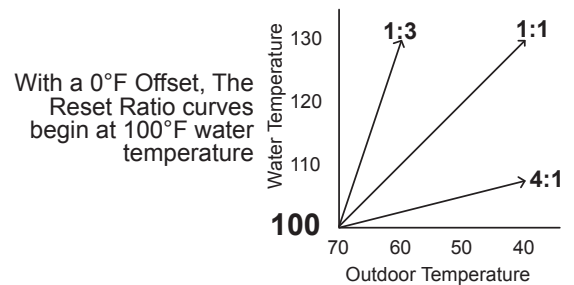 With a 0°F Offset, The
Reset Ratio curves
begin at 100°F water
temperature
Water Temperature
130
120
110
100
1:3
1:1
4:1
70 60 50 40
Outdoor Temperature